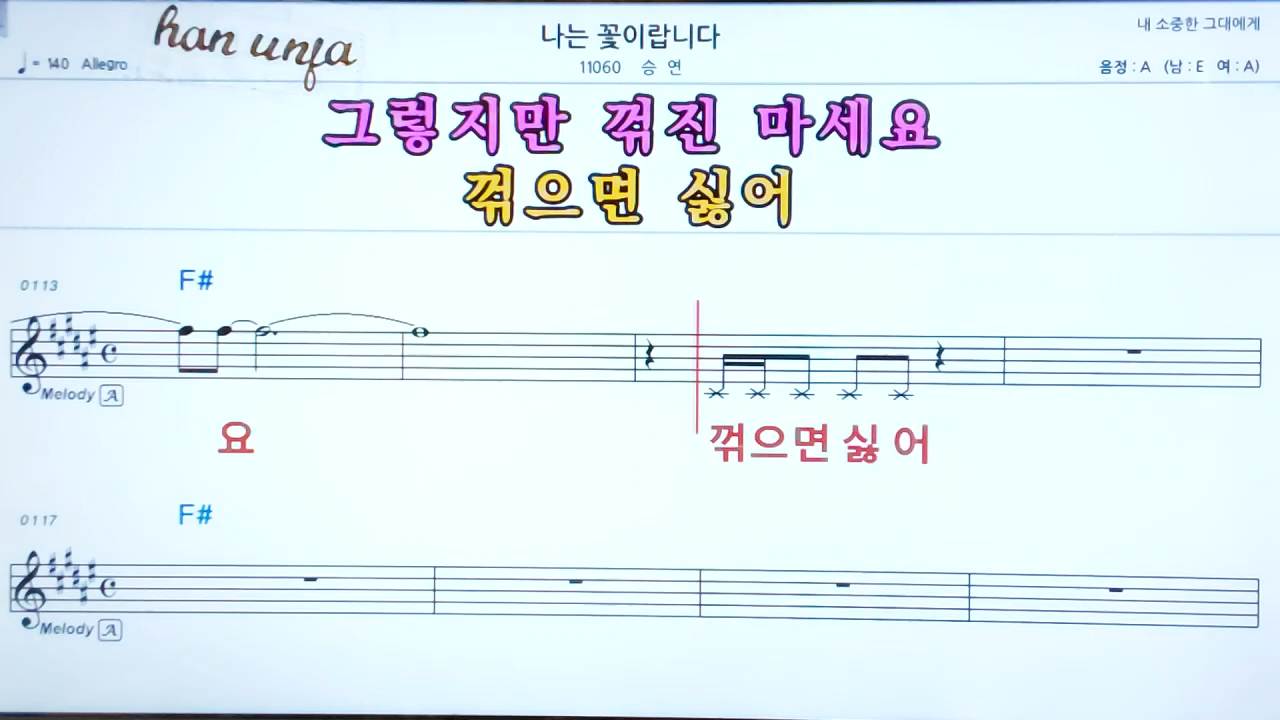 han unfa
나는 꽃이랍니다
내 소중한 그대에게
♩= 140 Allegro
11060 승 연
음정 : A (남 : E 여 : A)
그렇지만 꺾진 마세요
꺾으면 싫어
0113
F#
Melody A
요
꺾으면 싫 어
0117
F#
Melody A